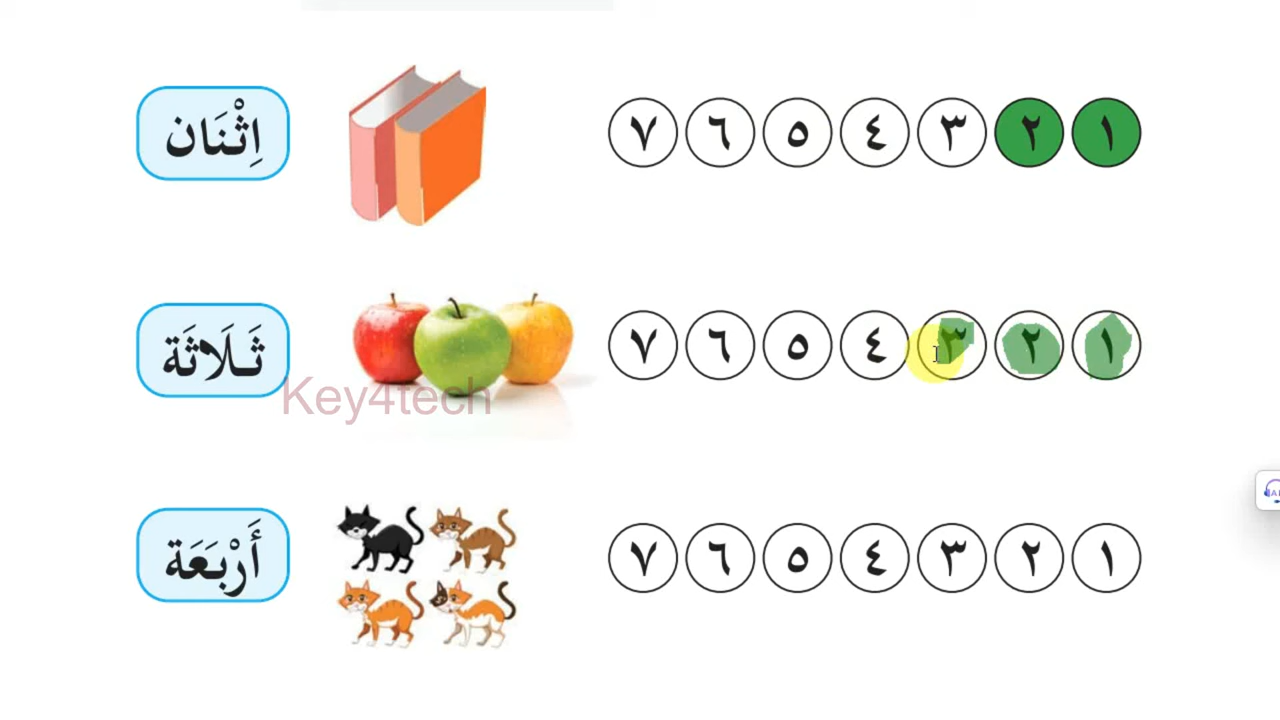 اِثْنَان
١ ٢ ٣ ٤ ٥ ٦ ٧
ثَلَاثَة
١ ٢ ٣ ٤ ٥ ٦ ٧
Key4tech
أَرْبَعَة
١ ٢ ٣ ٤ ٥ ٦ ٧